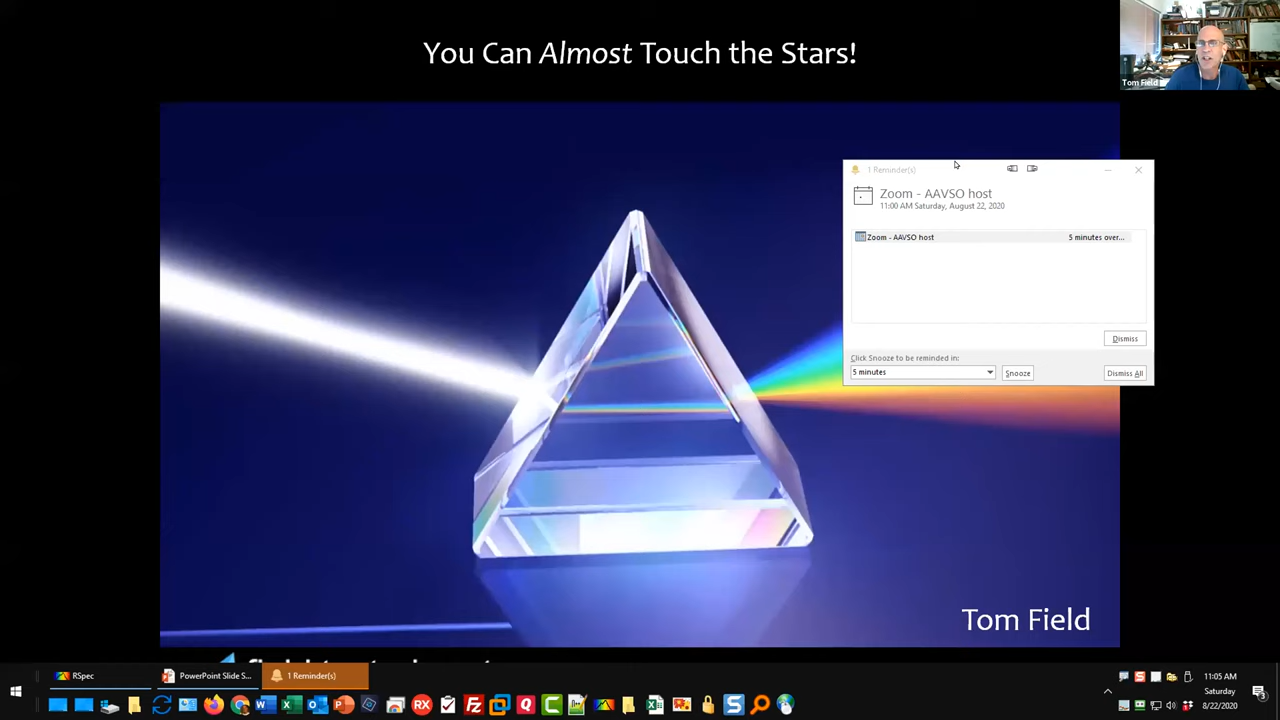 You Can Almost Touch the Stars!
Tom Field
1 Reminder(s)
Zoom - AAVSO host
11:00 AM Saturday, August 22, 2020
Zoom - AAVSO host 5 minutes over...
Dismiss
Click Snooze to be reminded in:
5 minutes
Snooze
Dismiss All
Tom Field
RSpec
PowerPoint Slide S...
1 Reminder(s)
11:05 AM
Saturday
8/22/2020